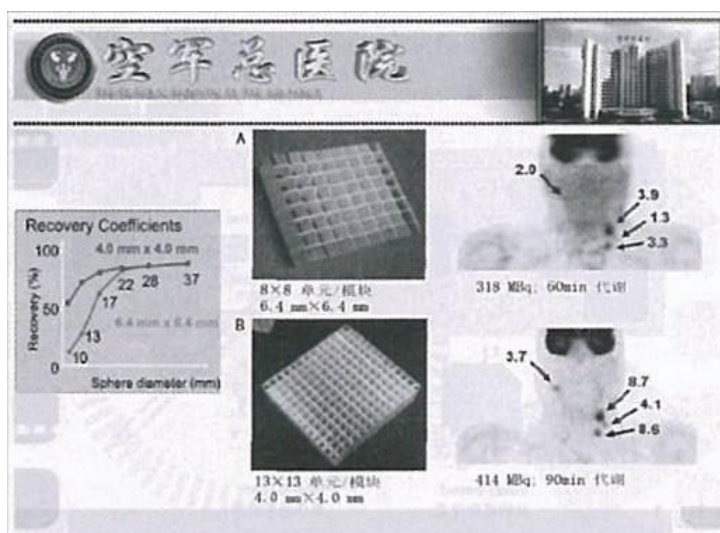 空军总医院
A
2.0
3.9
1.3
3.3
8×8 单元/模块
6.4 mm×6.4 mm
318 MBq; 60min 代谢
Recovery Coefficients
4.0 mm x 4.0 mm
100
50
0
Recovery (%)
10
13
17
22
28
37
6.4 mm x 6.4 mm
Sphere diameter (mm)
B
3.7
8.7
4.1
8.6
13×13 单元/模块
4.0 mm×4.0 mm
414 MBq; 90min 代谢